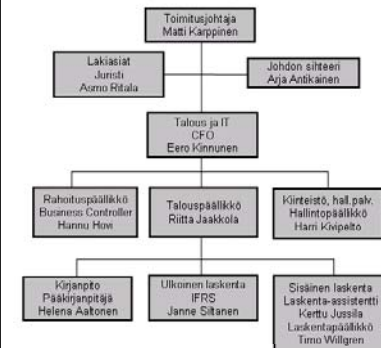 Toimitusjohtaja
Matti Karppinen
Lakiasiat
Juristi
Asmo Ritala
Johdon sihteeri
Arja Antikainen
Talous ja IT
CFO
Eero Kinnunen
Rahoituspäällikkö
Business Controller
Hannu Hovi
Talouspäällikkö
Riitta Jaakkola
Kiinteistö, hall.palv.
Hallintopäällikkö
Harri Kivipelto
Kirjanpito
Pääkirjanpitäjä
Helena Aaltonen
Ulkoinen laskenta
IFRS
Janne Siltanen
Sisäinen laskenta
Laskenta-assistentti
Kerttu Jussila
Laskentapäällikkö
Timo Willgren